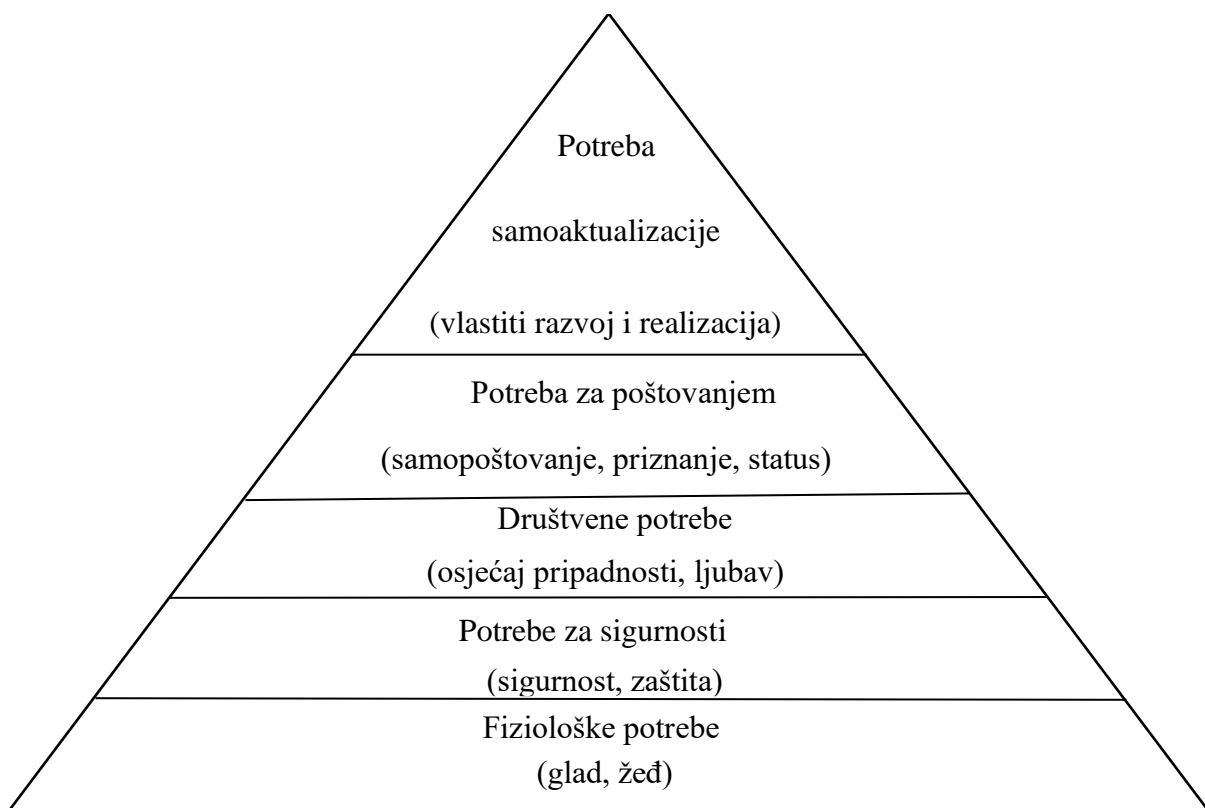 Potreba
samoaktualizacije
(vlastiti razvoj i realizacija)
Potreba za poštovanjem
(samopoštovanje, priznanje, status)
Društvene potrebe
(osjećaj pripadnosti, ljubav)
Potrebe za sigurnosti
(sigurnost, zaštita)
Fiziološke potrebe
(glad, žeđ)